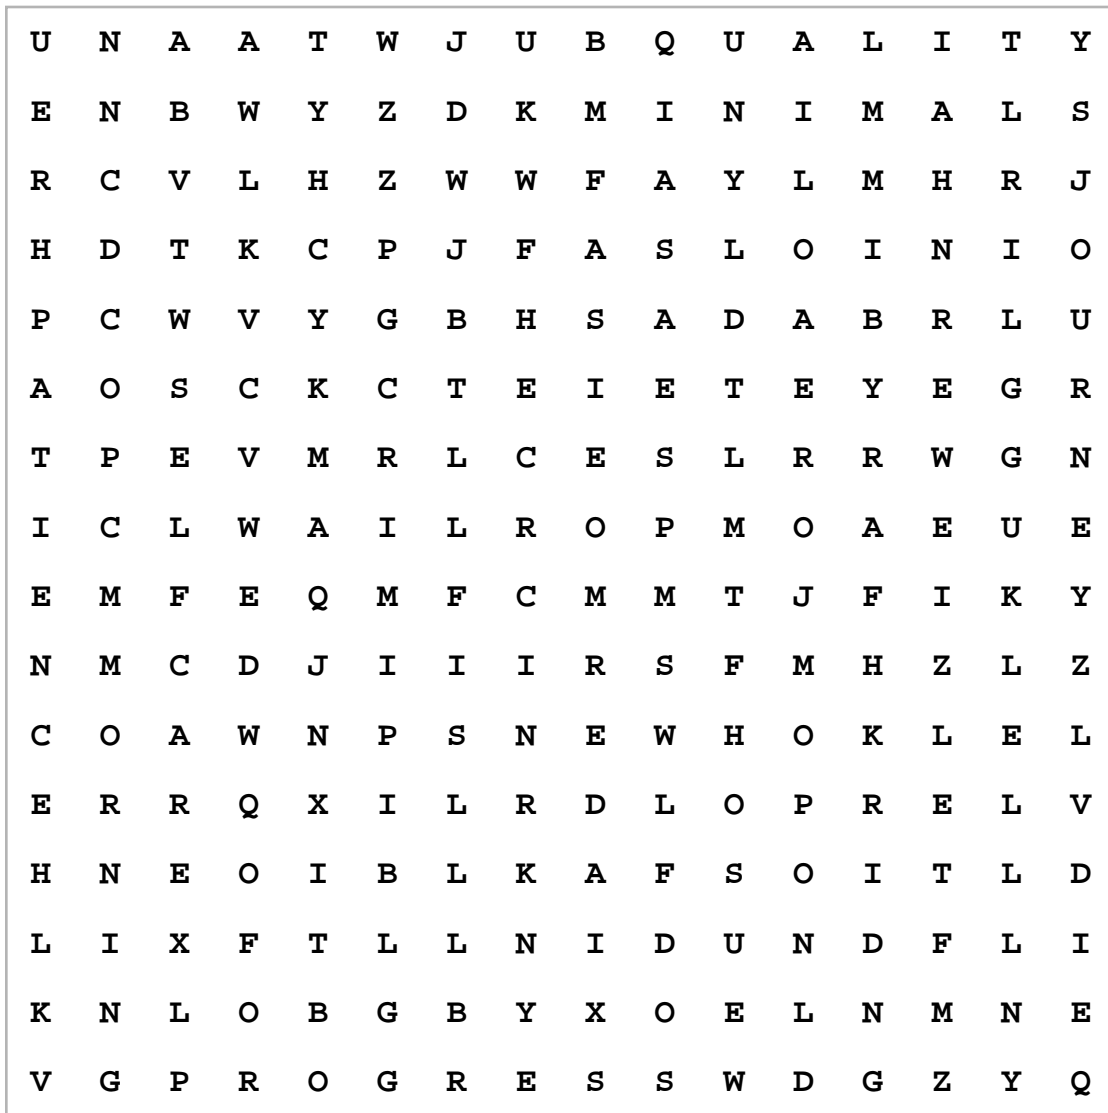 U N A A T W J U B Q U A L I T Y
E N B W Y Z D K M I N I M A L S
R C V L H Z W W F A Y L M H R J
H D T K C P J F A S L O I N I O
P C W V Y G B H S A D A B R L U
A O S C K C T E I E T E Y E G R
T P E V M R L C E S L R R W G N
I C L W A I L R O P M O A E U E
E M F E Q M F C M M T J F I K Y
N M C D J I I I R S F M H Z L Z
C O A W N P S N E W H O K L E L
E R R Q X I L R D L O P R E L V
H N E O I B L K A F S O I T L D
L I X F T L L N I D U N D F L I
K N L O B G B Y X O E L N M N E
V G P R O G R E S S W D G Z Y Q